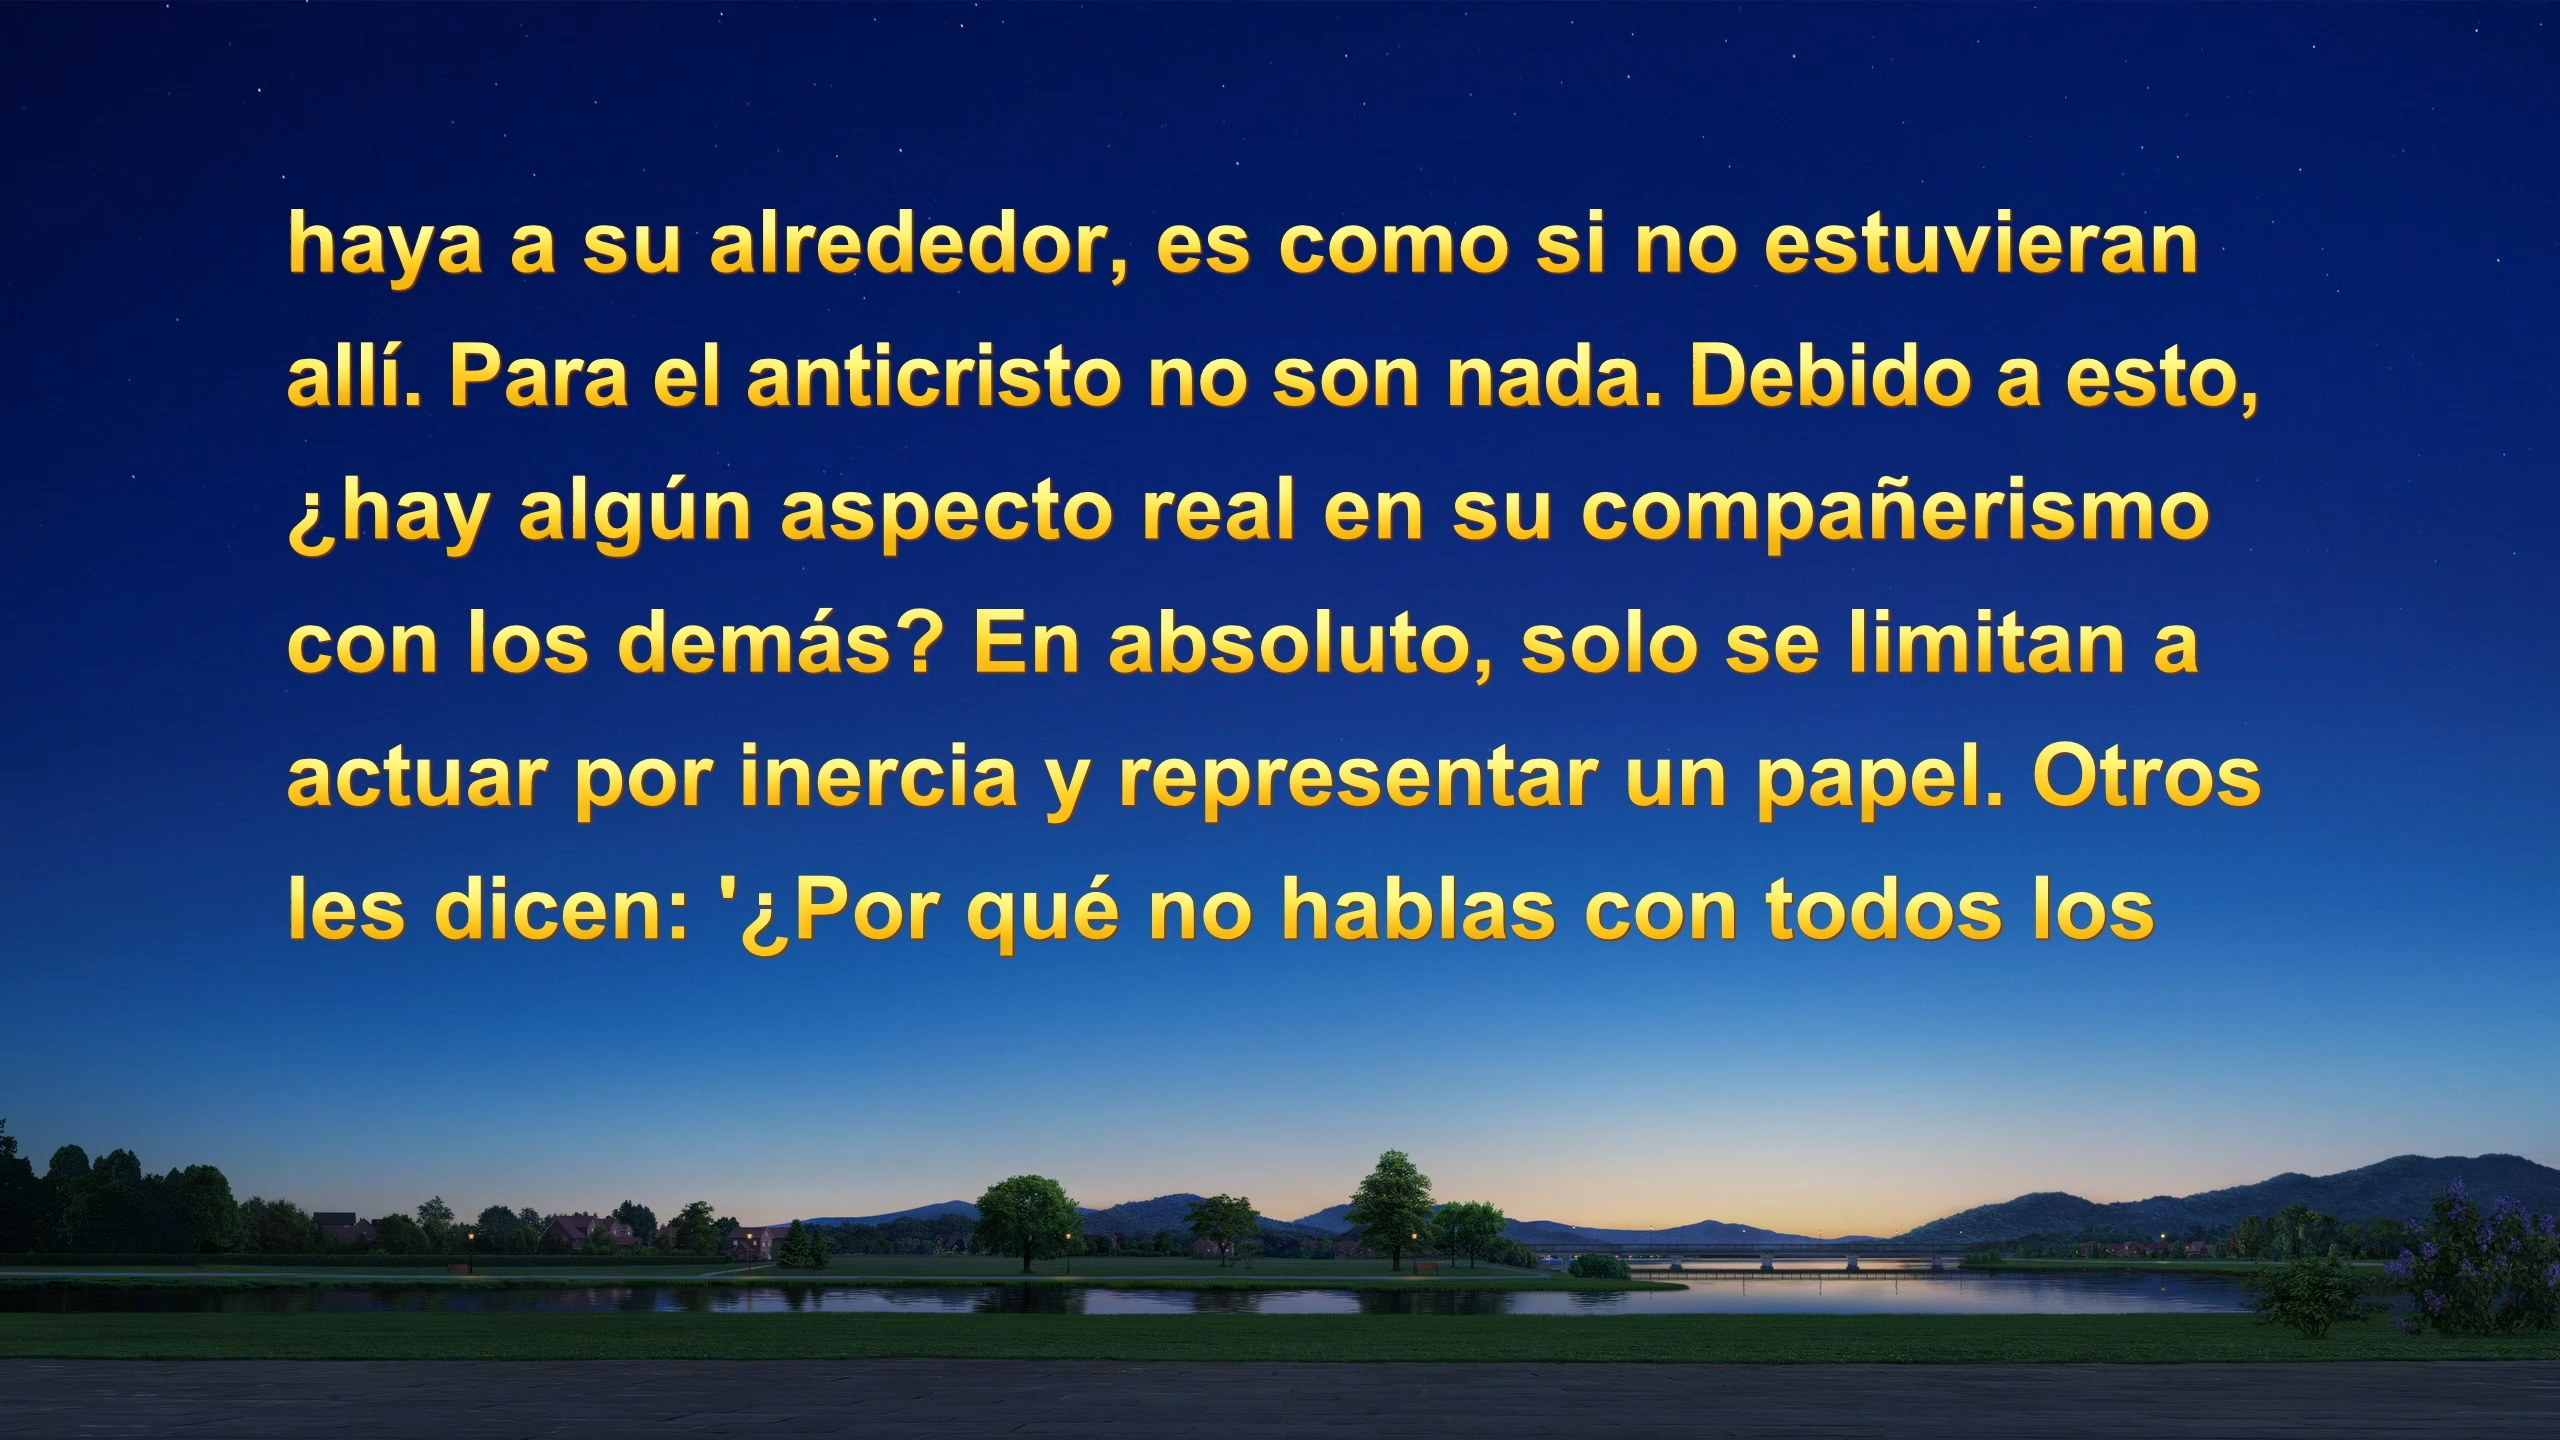 haya a su alrededor, es como si no estuvieran
allí. Para el anticristo no son nada. Debido a esto,
¿hay algún aspecto real en su compañerismo
con los demás? En absoluto, solo se limitan a
actuar por inercia y representar un papel. Otros
les dicen: '¿Por qué no hablas con todos los